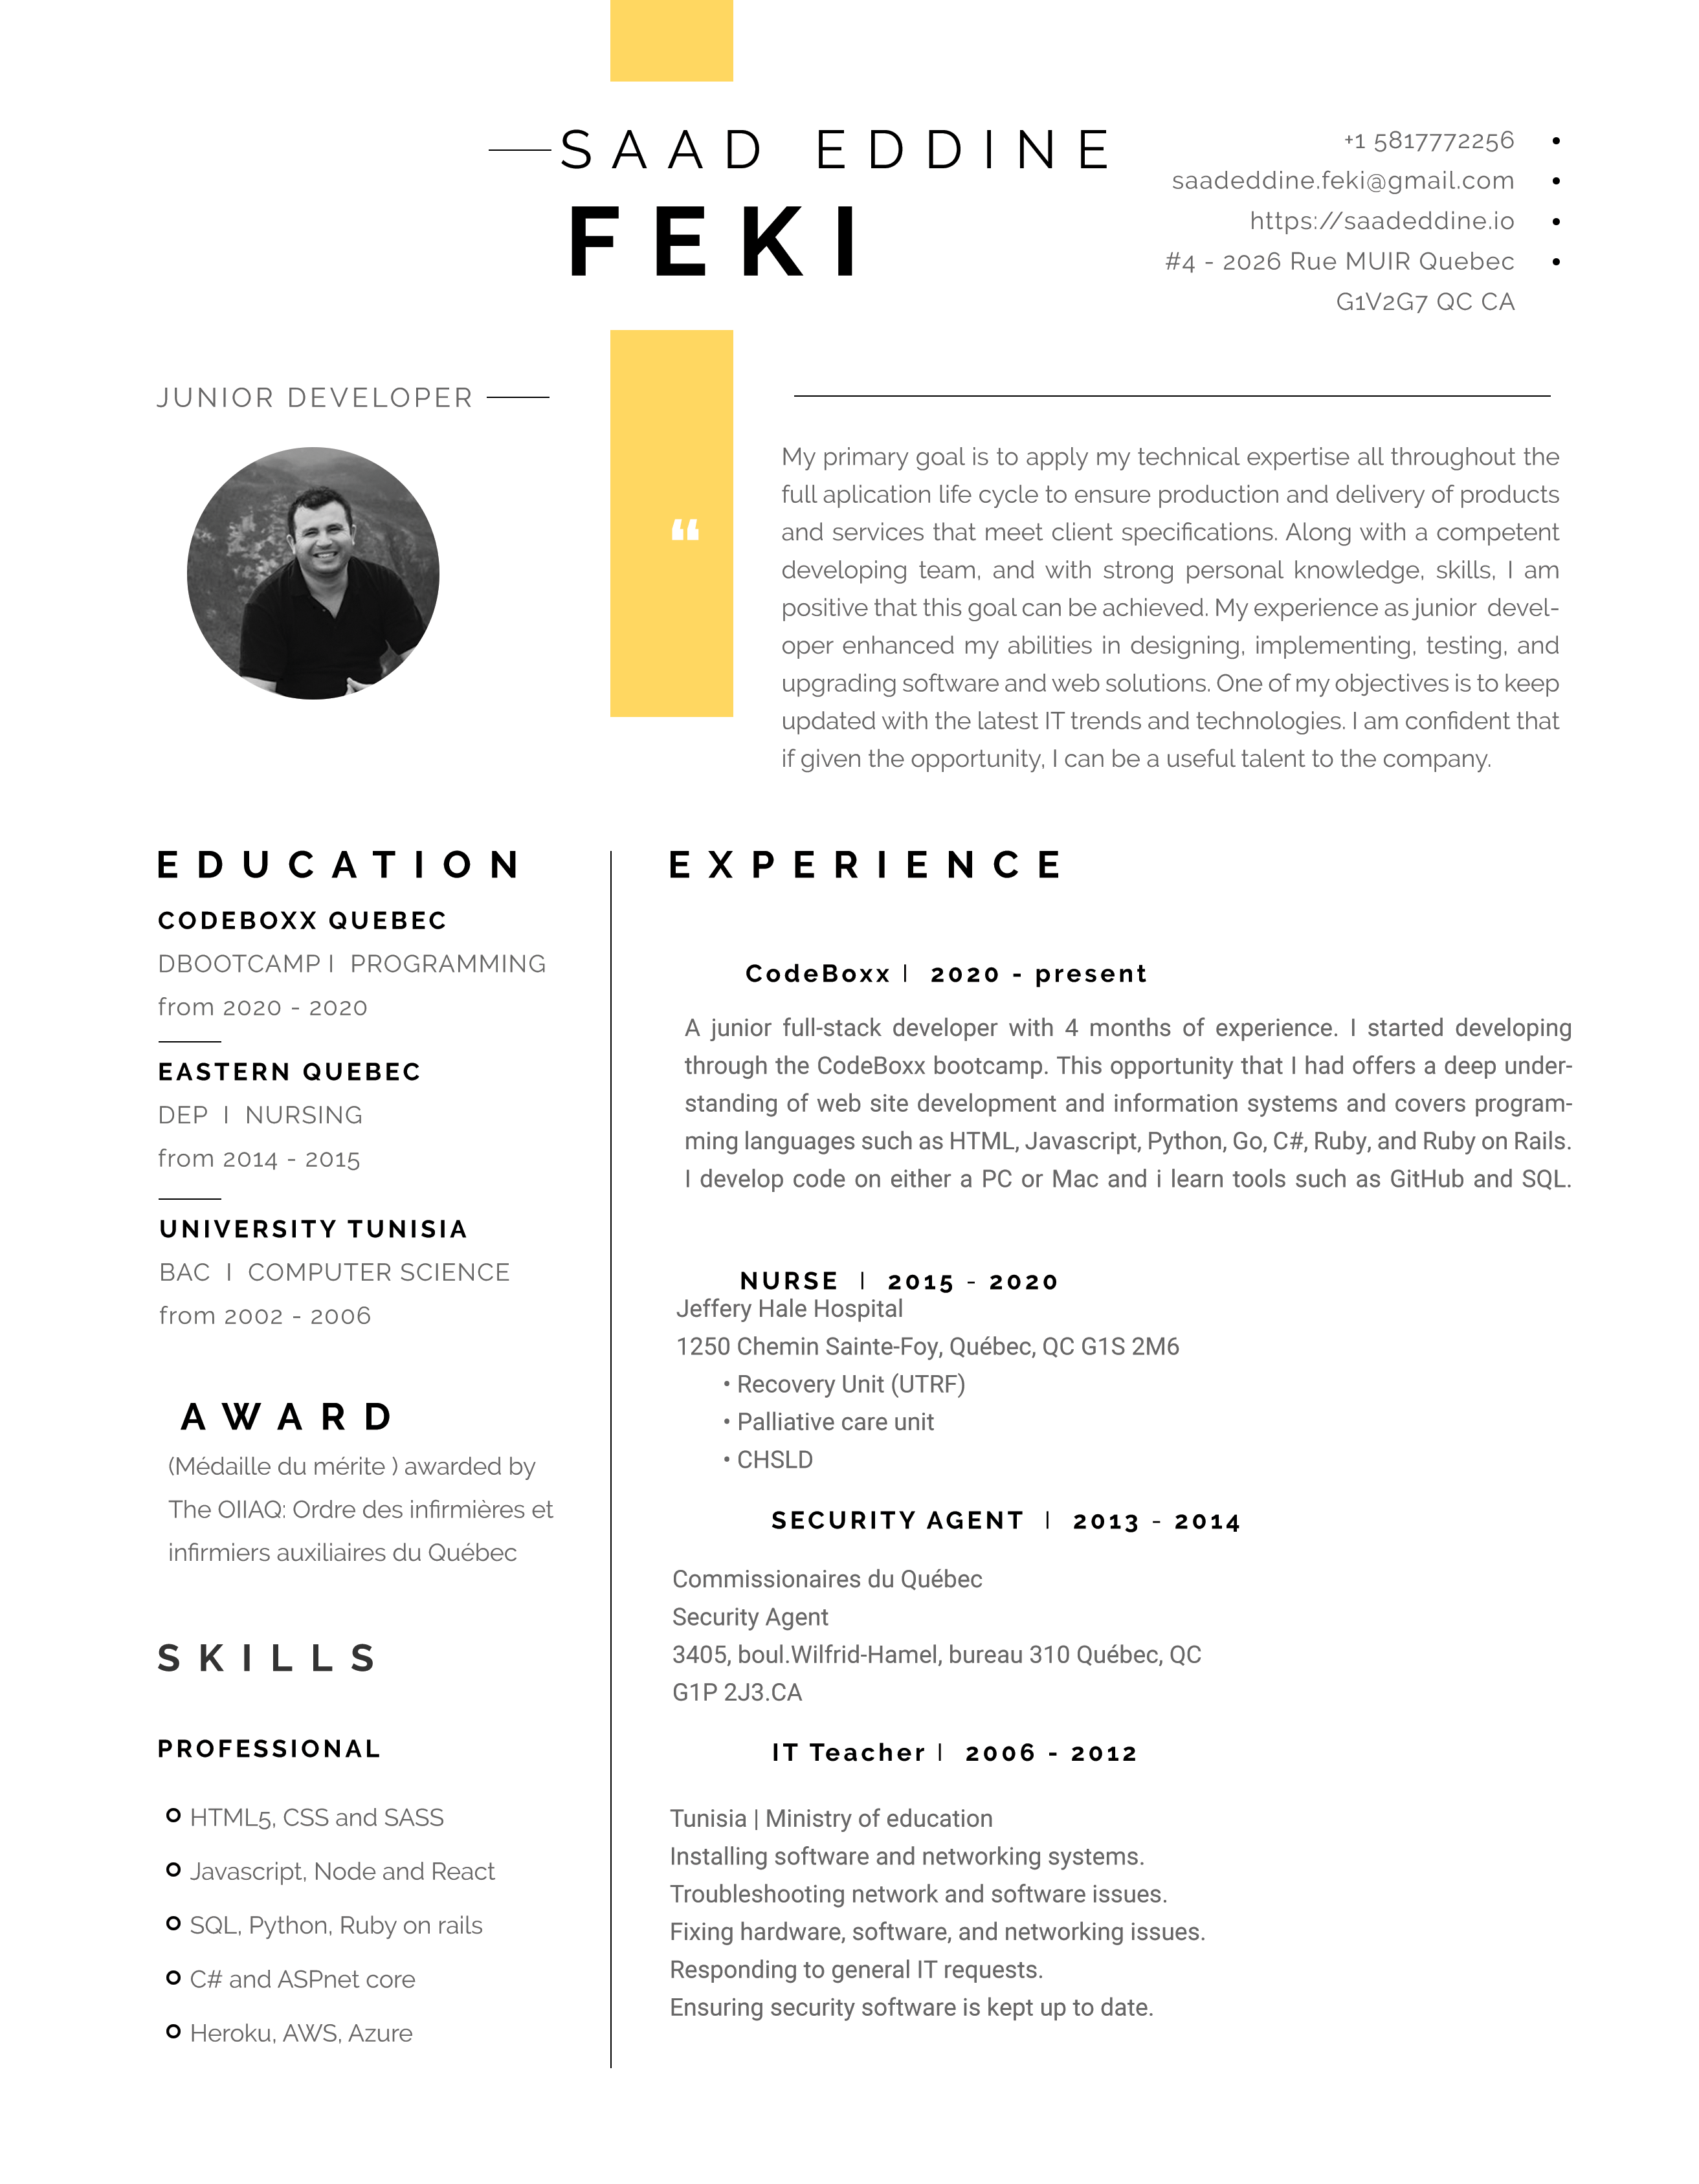 SAAD EDDINE
FEKI
+1 5817772256 •
saadeddine.feki@gmail.com •
https://saadeddine.io •
#4 - 2026 Rue MUIR Quebec •
G1V2G7 QC CA
JUNIOR DEVELOPER
“
My primary goal is to apply my technical expertise all throughout the
full aplication life cycle to ensure production and delivery of products
and services that meet client specifications. Along with a competent
developing team, and with strong personal knowledge, skills, I am
positive that this goal can be achieved. My experience as junior devel-
oper enhanced my abilities in designing, implementing, testing, and
upgrading software and web solutions. One of my objectives is to keep
updated with the latest IT trends and technologies. I am confident that
if given the opportunity, I can be a useful talent to the company.
EDUCATION
CODEBOXX QUEBEC
DBOOTCAMP I PROGRAMMING
from 2020 - 2020
EASTERN QUEBEC
DEP I NURSING
from 2014 - 2015
UNIVERSITY TUNISIA
BAC I COMPUTER SCIENCE
from 2002 - 2006
AWARD
(Médaille du mérite ) awarded by
The OIIAQ: Ordre des infirmières et
infirmiers auxiliaires du Québec
SKILLS
PROFESSIONAL
HTML5, CSS and SASS
Javascript, Node and React
SQL, Python, Ruby on rails
C# and ASPnet core
Heroku, AWS, Azure
EXPERIENCE
CodeBoxx I 2020 - present
A junior full-stack developer with 4 months of experience. I started developing
through the CodeBoxx bootcamp. This opportunity that I had offers a deep under-
standing of web site development and information systems and covers program-
ming languages such as HTML, Javascript, Python, Go, C#, Ruby, and Ruby on Rails.
I develop code on either a PC or Mac and i learn tools such as GitHub and SQL.
NURSE I 2015 - 2020
Jeffery Hale Hospital
1250 Chemin Sainte-Foy, Québec, QC G1S 2M6
• Recovery Unit (UTRF)
• Palliative care unit
• CHSLD
SECURITY AGENT I 2013 - 2014
Commissionaires du Québec
Security Agent
3405, boul.Wilfrid-Hamel, bureau 310 Québec, QC
G1P 2J3.CA
IT Teacher I 2006 - 2012
Tunisia | Ministry of education
Installing software and networking systems.
Troubleshooting network and software issues.
Fixing hardware, software, and networking issues.
Responding to general IT requests.
Ensuring security software is kept up to date.